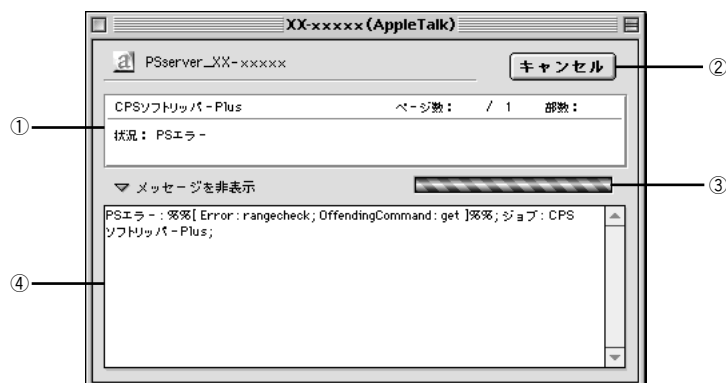 XX-xxxxx(AppleTalk)
PSserver_XX-xxxxx
キャンセル
②
CPSソフトリッパ-Plus ページ数: / 1 部数:
①
状況: PSエラー
▽ メッセージを非表示
③
PSエラー: %%[ Error: rangecheck; OffendingCommand: get ]%%; ジョブ: CPS
ソフトリッパ-Plus;
④